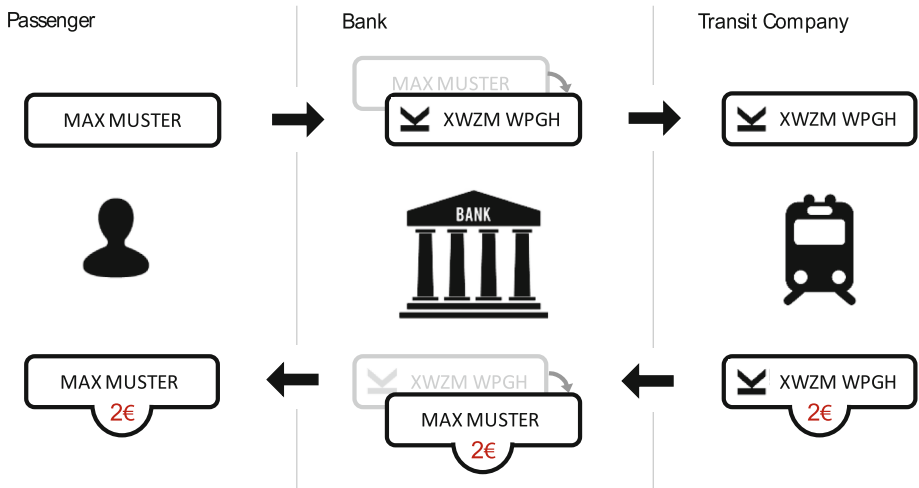 Passenger
Bank
Transit Company
MAX MUSTER
MAX MUSTER
XWZM WPGH
XWZM WPGH
BANK
MAX MUSTER
2€
XWZM WPGH
MAX MUSTER
2€
XWZM WPGH
2€